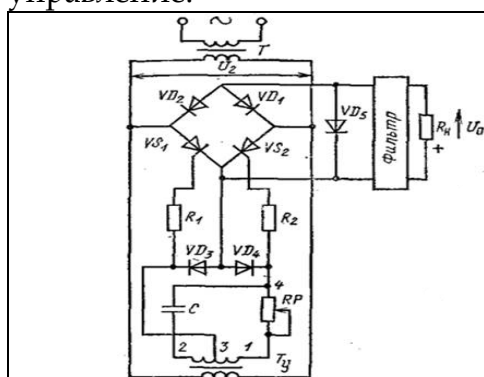 управление.
~
T
U₂
VD₂ VD₁
VS₁ VS₂
VD₅
Фильтр
Rн U₀
+
R₁ R₂
VD₃ VD₄
4
C RP
2 3 1
Tу